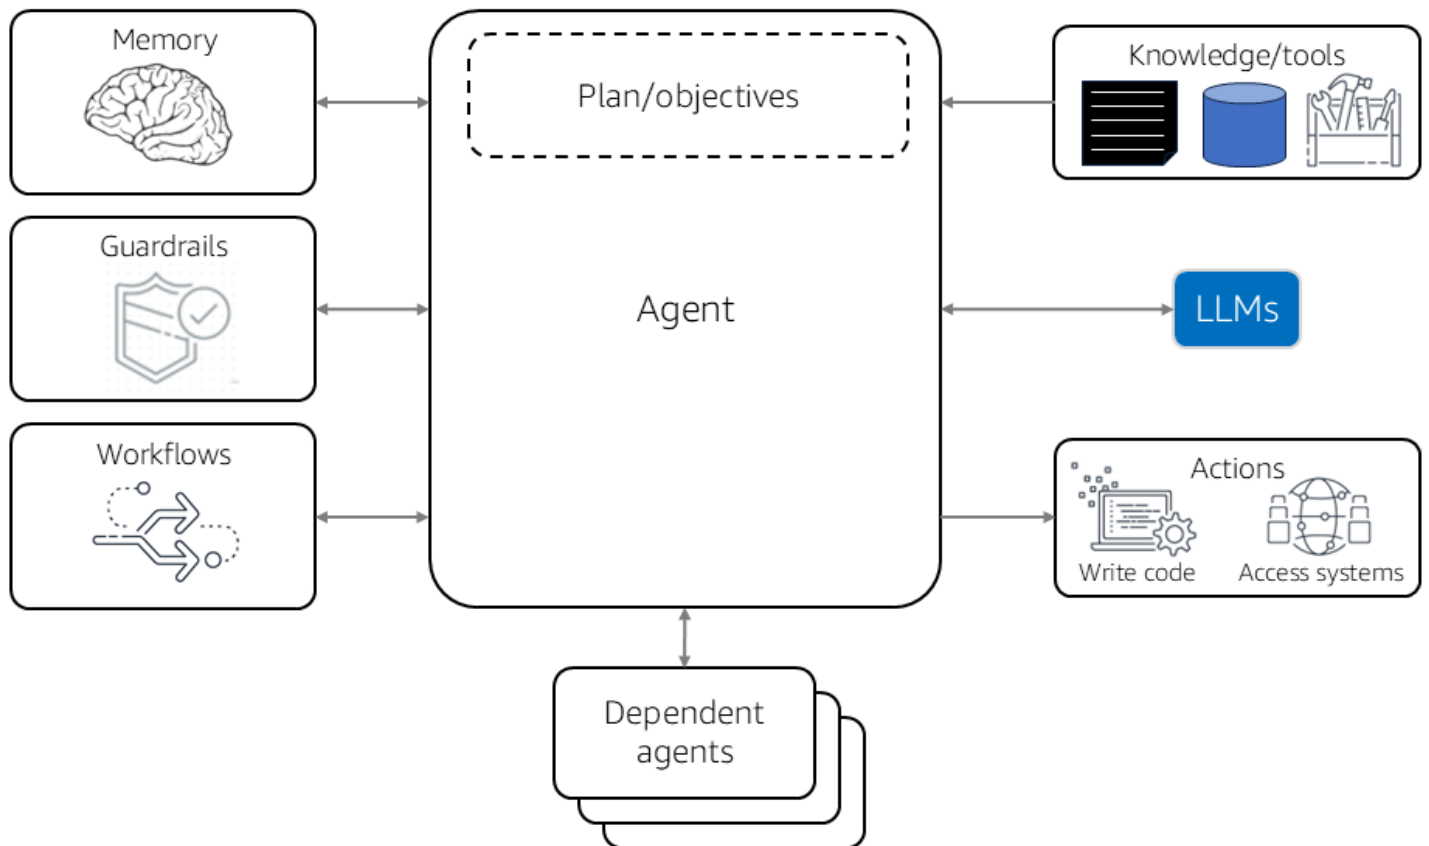 Memory
Plan/objectives
Knowledge/tools
Guardrails
Agent
LLMs
Workflows
Actions
Write code
Access systems
Dependent
agents